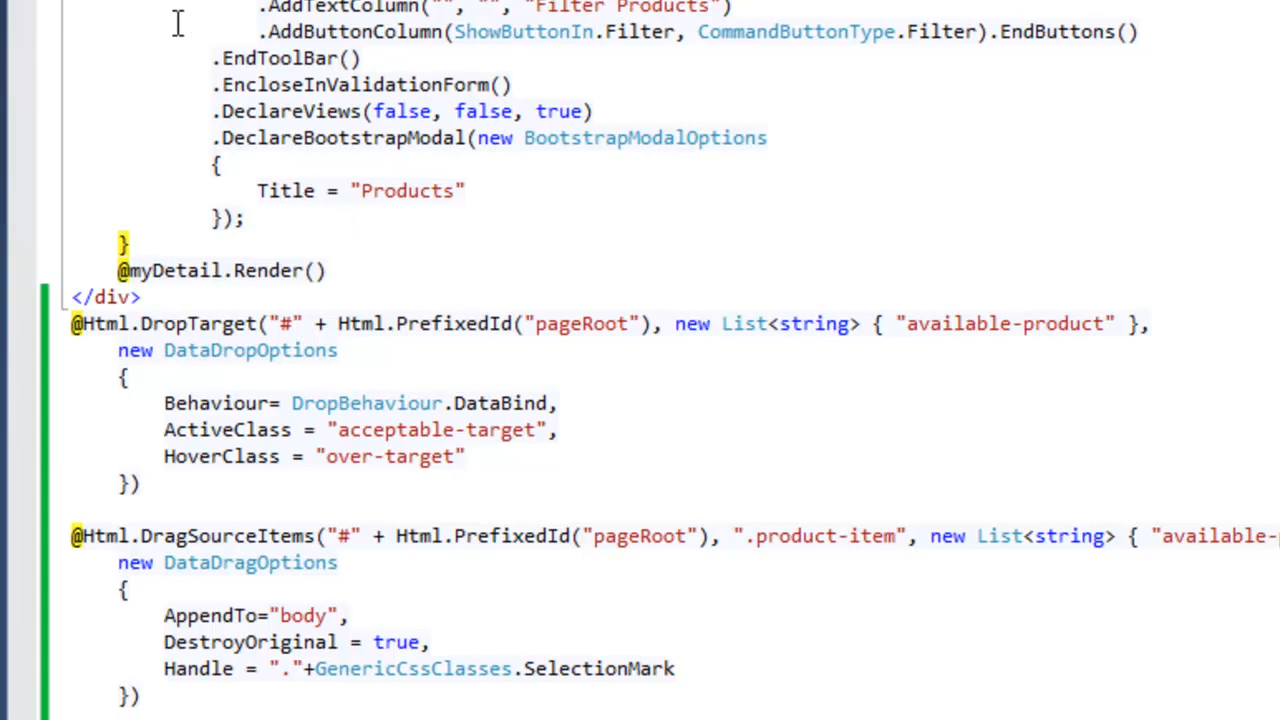 .AddTextColumn("", "", "Filter Products")
.AddButtonColumn(ShowButtonIn.Filter, CommandButtonType.Filter).EndButtons()
.EndToolBar()
.EncloseInValidationForm()
.DeclareViews(false, false, true)
.DeclareBootstrapModal(new BootstrapModalOptions
{
Title = "Products"
});
}
@myDetail.Render()
</div>
@Html.DropTarget("#" + Html.PrefixedId("pageRoot"), new List<string> { "available-product" },
new DataDropOptions
{
Behaviour= DropBehaviour.DataBind,
ActiveClass = "acceptable-target",
HoverClass = "over-target"
})
@Html.DragSourceItems("#" + Html.PrefixedId("pageRoot"), ".product-item", new List<string> { "available-
new DataDragOptions
{
AppendTo="body",
DestroyOriginal = true,
Handle = "."+GenericCssClasses.SelectionMark
})